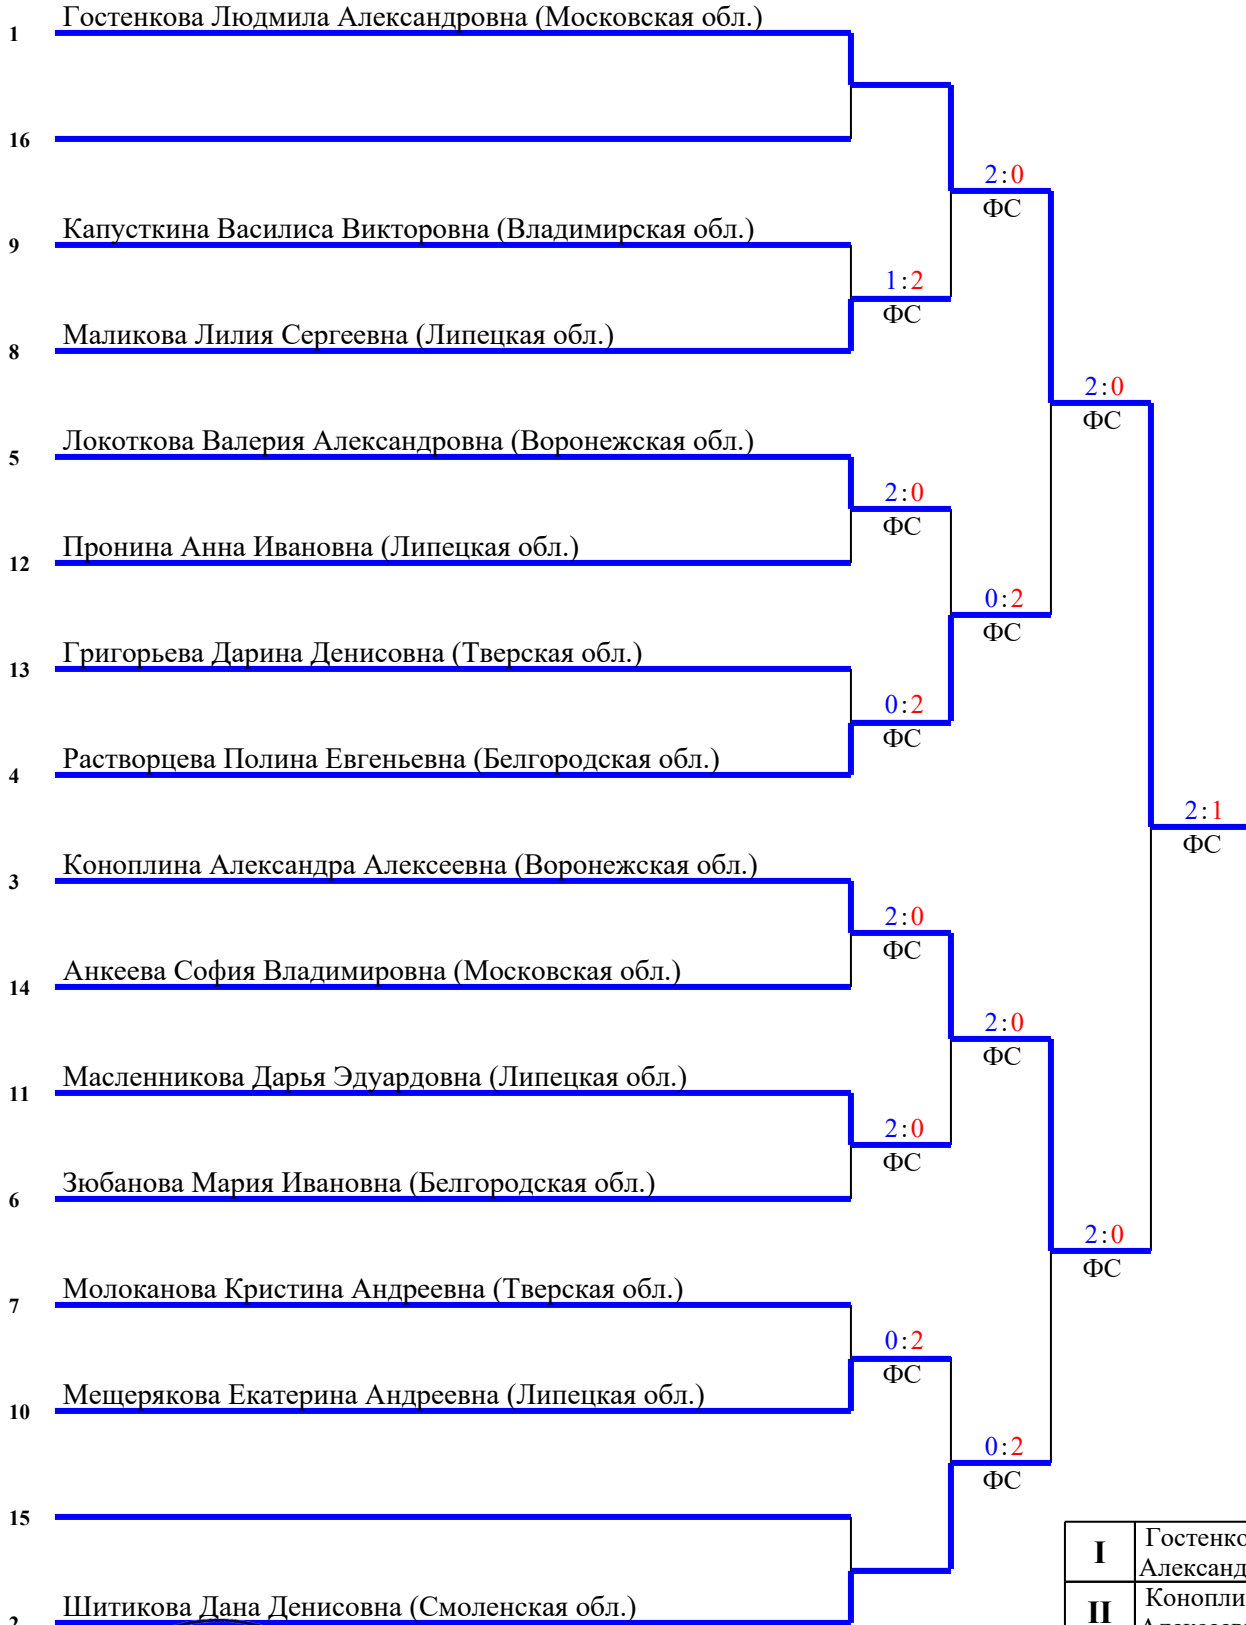 Гостенкова Людмила Александровна (Московская обл.)
1
16
2:0
ФС
Капусткина Василиса Викторовна (Владимирская обл.)
9
1:2
ФС
Маликова Лилия Сергеевна (Липецкая обл.)
8
2:0
ФС
Локоткова Валерия Александровна (Воронежская обл.)
5
2:0
ФС
Пронина Анна Ивановна (Липецкая обл.)
12
0:2
ФС
Григорьева Дарина Денисовна (Тверская обл.)
13
0:2
ФС
Растворцева Полина Евгеньевна (Белгородская обл.)
4
2:1
ФС
Коноплина Александра Алексеевна (Воронежская обл.)
3
2:0
ФС
Анкеева София Владимировна (Московская обл.)
14
2:0
ФС
Масленникова Дарья Эдуардовна (Липецкая обл.)
11
2:0
ФС
Зюбанова Мария Ивановна (Белгородская обл.)
6
2:0
ФС
Молоканова Кристина Андреевна (Тверская обл.)
7
0:2
ФС
Мещерякова Екатерина Андреевна (Липецкая обл.)
10
0:2
ФС
15
I Гостенко
Александ
Шитикова Дана Денисовна (Смоленская обл.)
2
II Коноплин